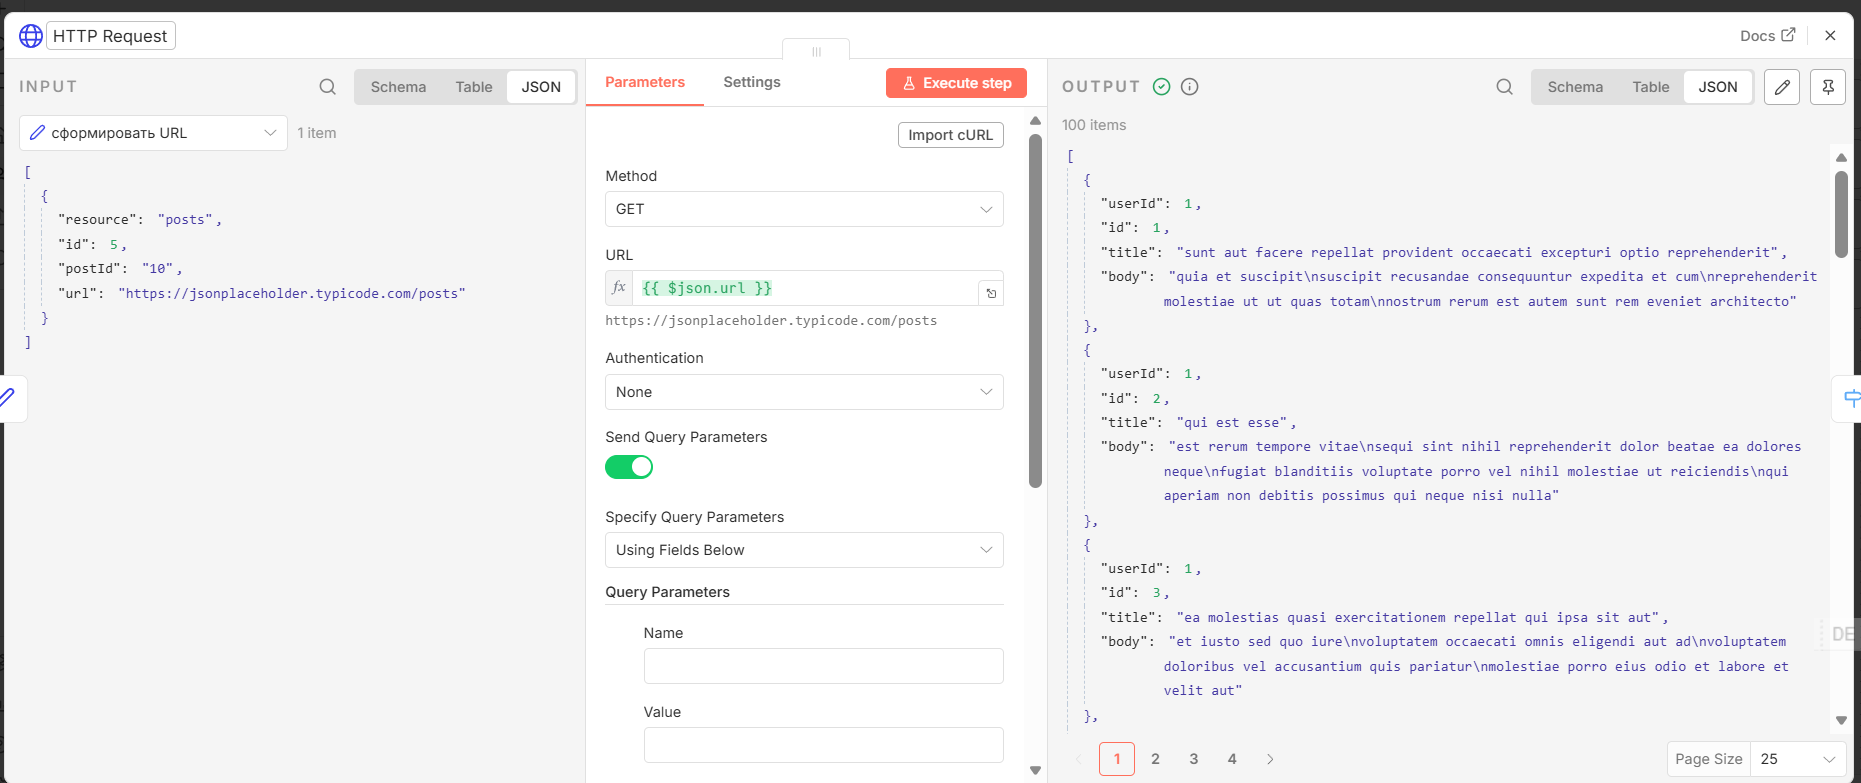 HTTP Request
Docs
INPUT
Schema Table JSON
сформировать URL
1 item
[
{
"resource": "posts",
"id": 5,
"postId": "10",
"url": "https://jsonplaceholder.typicode.com/posts"
}
]
Parameters Settings
Execute step
Import cURL
Method
GET
URL
fx {{ $json.url }}
https://jsonplaceholder.typicode.com/posts
Authentication
None
Send Query Parameters
Specify Query Parameters
Using Fields Below
Query Parameters
Name
Value
OUTPUT
Schema Table JSON
100 items
[
{
"userId": 1,
"id": 1,
"title": "sunt aut facere repellat provident occaecati excepturi optio reprehenderit",
"body": "quia et suscipit\nsuscipit recusandae consequuntur expedita et cum\nreprehenderit
molestiae ut ut quas totam\nnostrum rerum est autem sunt rem eveniet architecto"
},
{
"userId": 1,
"id": 2,
"title": "qui est esse",
"body": "est rerum tempore vitae\nsequi sint nihil reprehenderit dolor beatae ea dolores
neque\nfugiat blanditiis voluptate porro vel nihil molestiae ut reiciendis\nqui
aperiam non debitis possimus qui neque nisi nulla"
},
{
"userId": 1,
"id": 3,
"title": "ea molestias quasi exercitationem repellat qui ipsa sit aut",
"body": "et iusto sed quo iure\nvoluptatem occaecati omnis eligendi aut ad\nvoluptatem
doloribus vel accusantium quis pariatur\nmolestiae porro eius odio et labore et
velit aut"
},
DE
1 2 3 4
Page Size 25